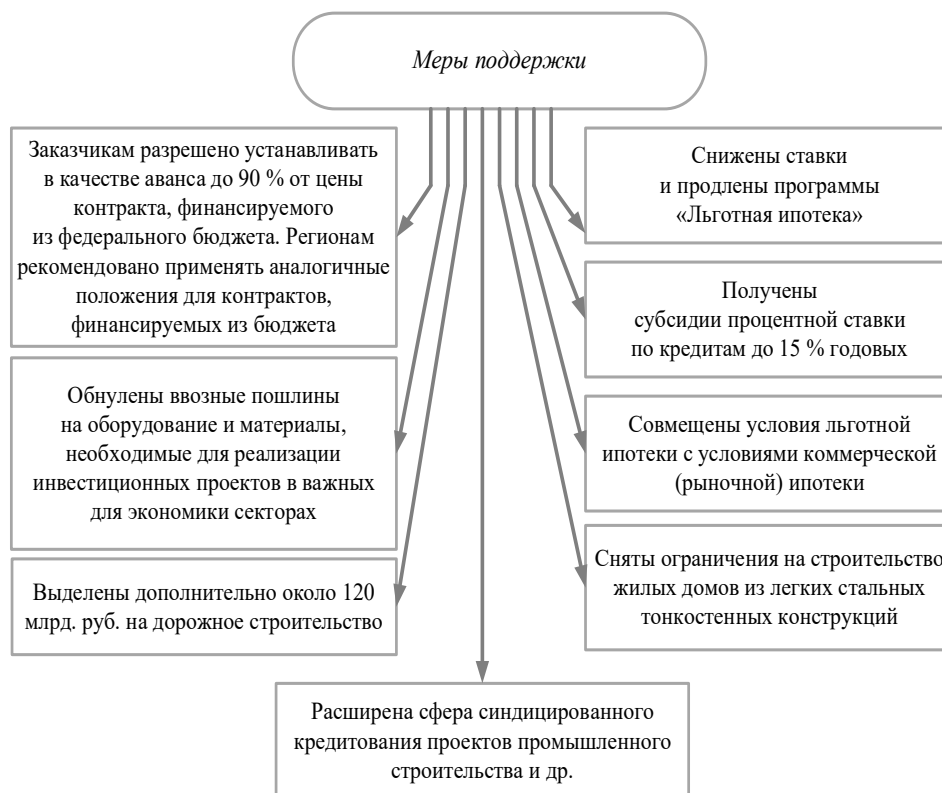 Меры поддержки
Заказчикам разрешено устанавливать
в качестве аванса до 90 % от цены
контракта, финансируемого
из федерального бюджета. Регионам
рекомендовано применять аналогичные
положения для контрактов,
финансируемых из бюджета
Обнулены ввозные пошлины
на оборудование и материалы,
необходимые для реализации
инвестиционных проектов в важных
для экономики секторах
Выделены дополнительно около 120
млрд. руб. на дорожное строительство
Расширена сфера синдицированного
кредитования проектов промышленного
строительства и др.
Снижены ставки
и продлены программы
«Льготная ипотека»
Получены
субсидии процентной ставки
по кредитам до 15 % годовых
Совмещены условия льготной
ипотеки с условиями коммерческой
(рыночной) ипотеки
Сняты ограничения на строительство
жилых домов из легких стальных
тонкостенных конструкций